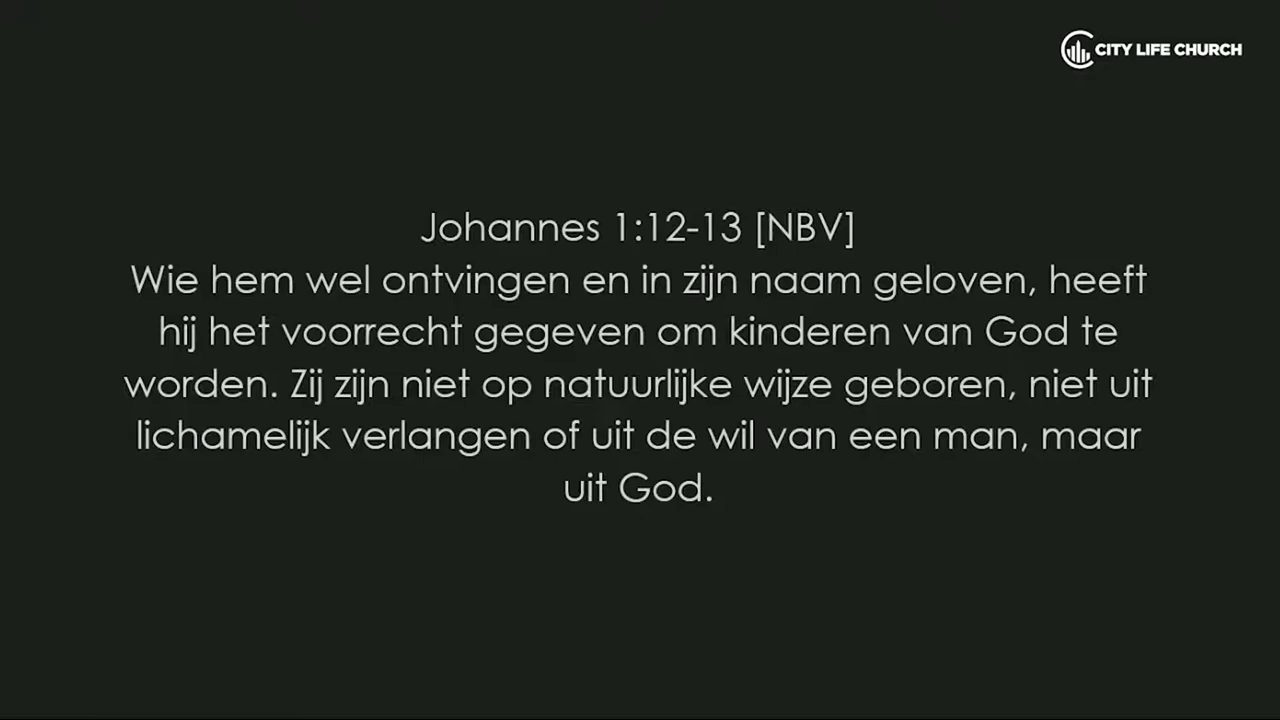 CITY LIFE CHURCH
Johannes 1:12-13 [NBV]
Wie hem wel ontvingen en in zijn naam geloven, heeft
hij het voorrecht gegeven om kinderen van God te
worden. Zij zijn niet op natuurlijke wijze geboren, niet uit
lichamelijk verlangen of uit de wil van een man, maar
uit God.